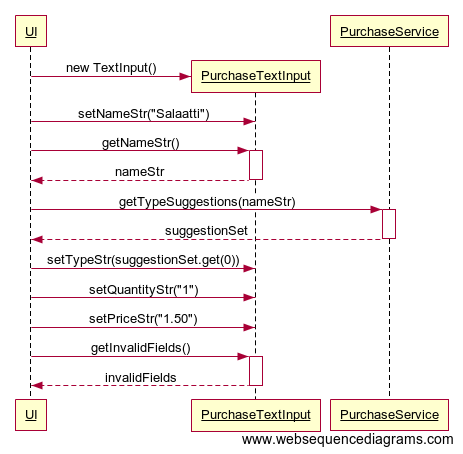 UI
PurchaseService
new TextInput()
PurchaseTextInput
setNameStr("Salaatti")
getNameStr()
nameStr
getTypeSuggestions(nameStr)
suggestionSet
setTypeStr(suggestionSet.get(0))
setQuantityStr("1")
setPriceStr("1.50")
getInvalidFields()
invalidFields
UI
PurchaseTextInput
PurchaseService
www.websequencediagrams.com